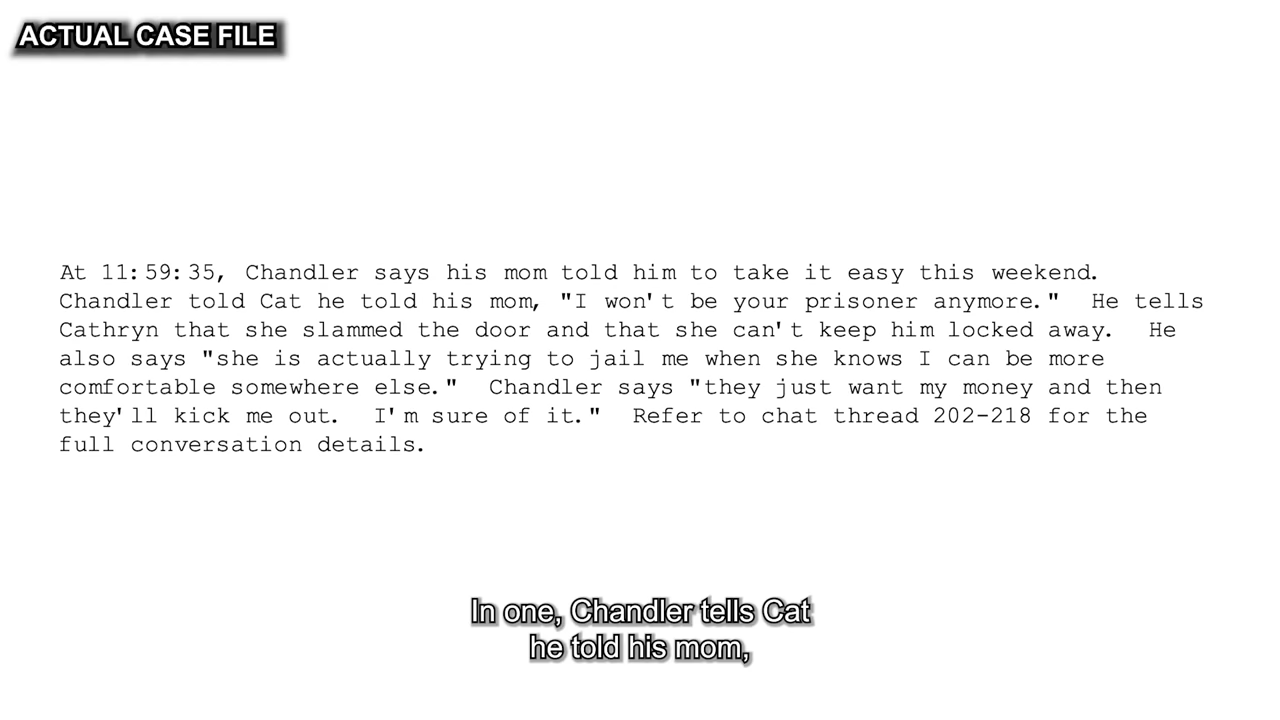 ACTUAL CASE FILE
At 11:59:35, Chandler says his mom told him to take it easy this weekend.
Chandler told Cat he told his mom, "I won't be your prisoner anymore."  He tells
Cathryn that she slammed the door and that she can't keep him locked away.  He
also says "she is actually trying to jail me when she knows I can be more
comfortable somewhere else."  Chandler says "they just want my money and then
they'll kick me out.  I'm sure of it."  Refer to chat thread 202-218 for the
full conversation details.
In one, Chandler tells Cat
he told his mom,